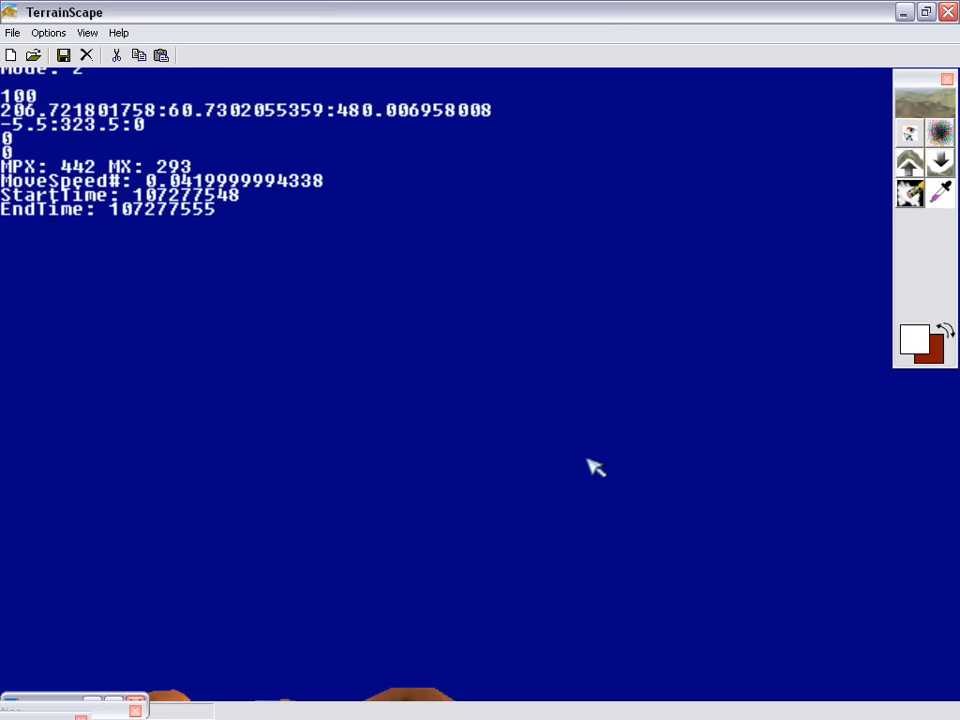 TerrainScape
File Options View Help
Mode: 2
100
206.721801758:60.7302055359:480.006958008
-5.5:323.5:0
0
0
MPX: 442 MX: 293
MoveSpeed#: 0.0419999994338
StartTime: 107277548
EndTime: 107277555